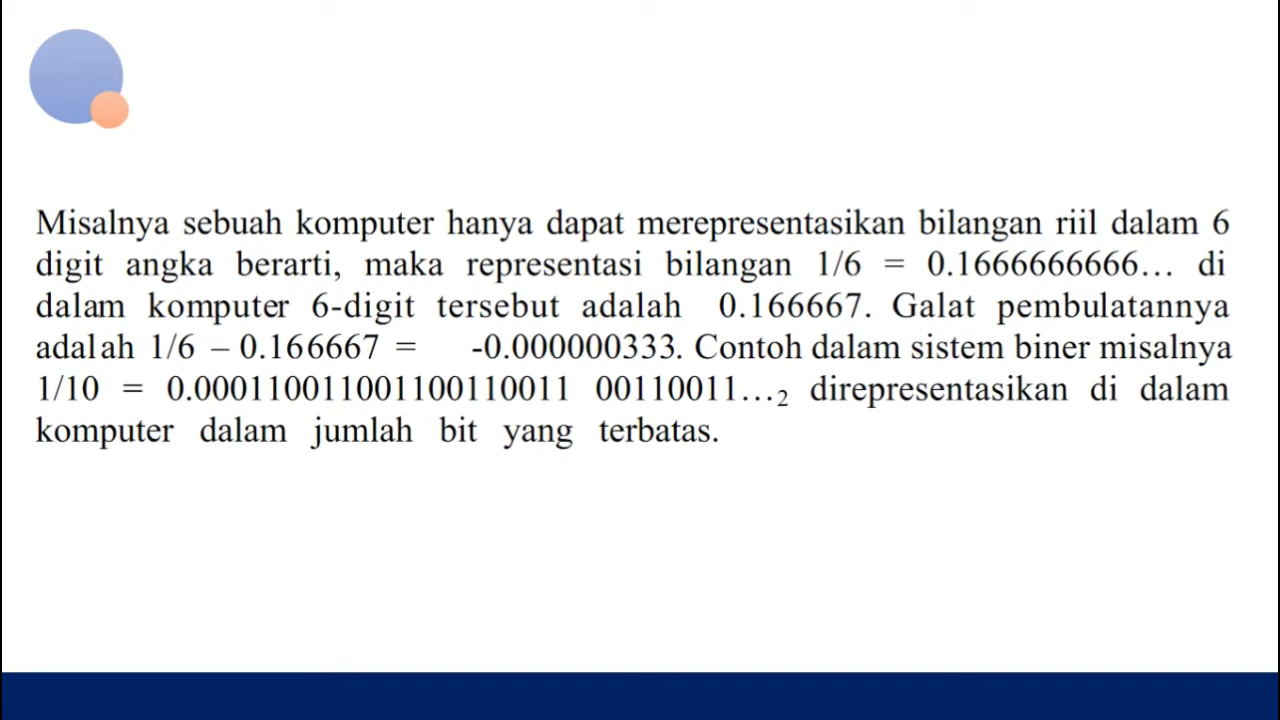 Misalnya sebuah komputer hanya dapat merepresentasikan bilangan riil dalam 6
digit angka berarti, maka representasi bilangan 1/6 = 0.1666666666… di
dalam komputer 6-digit tersebut adalah 0.166667. Galat pembulatannya
adalah 1/6 – 0.166667 = -0.000000333. Contoh dalam sistem biner misalnya
1/10 = 0.00011001100110011001100110011 00110011…₂ direpresentasikan di dalam
komputer dalam jumlah bit yang terbatas.